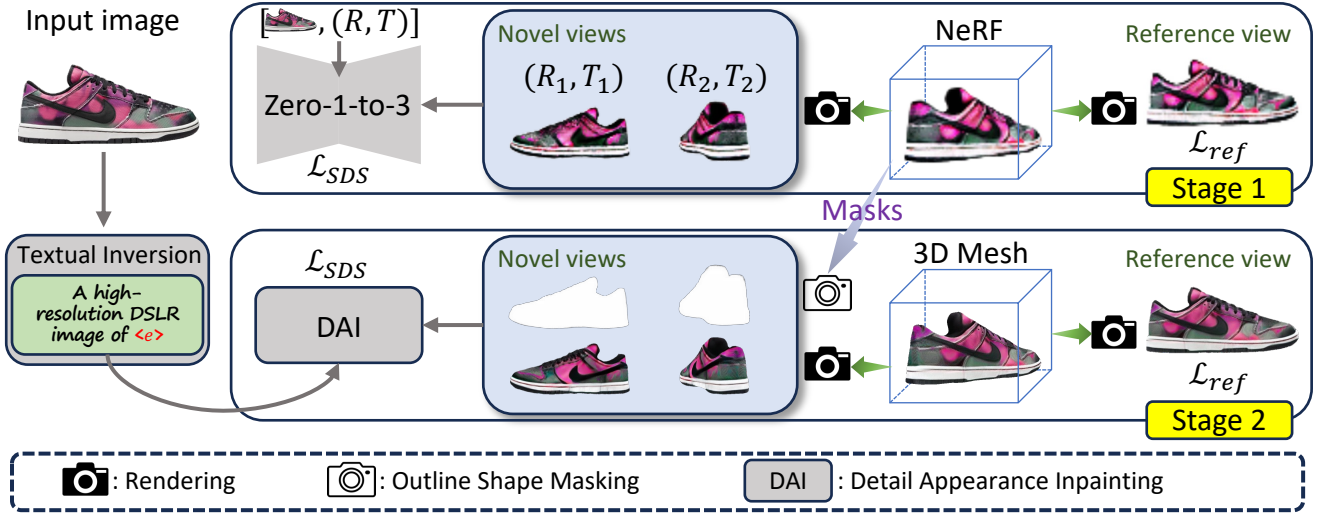 Input image
[ , (R, T)]
Zero-1-to-3
ℒ_SDS
Novel views
(R₁, T₁) (R₂, T₂)
NeRF
Reference view
ℒ_ref
Stage 1
Masks
Textual Inversion
A high-
resolution DSLR
image of <e>
ℒ_SDS
DAI
Novel views
3D Mesh
Reference view
ℒ_ref
Stage 2
: Rendering
: Outline Shape Masking
DAI : Detail Appearance Inpainting